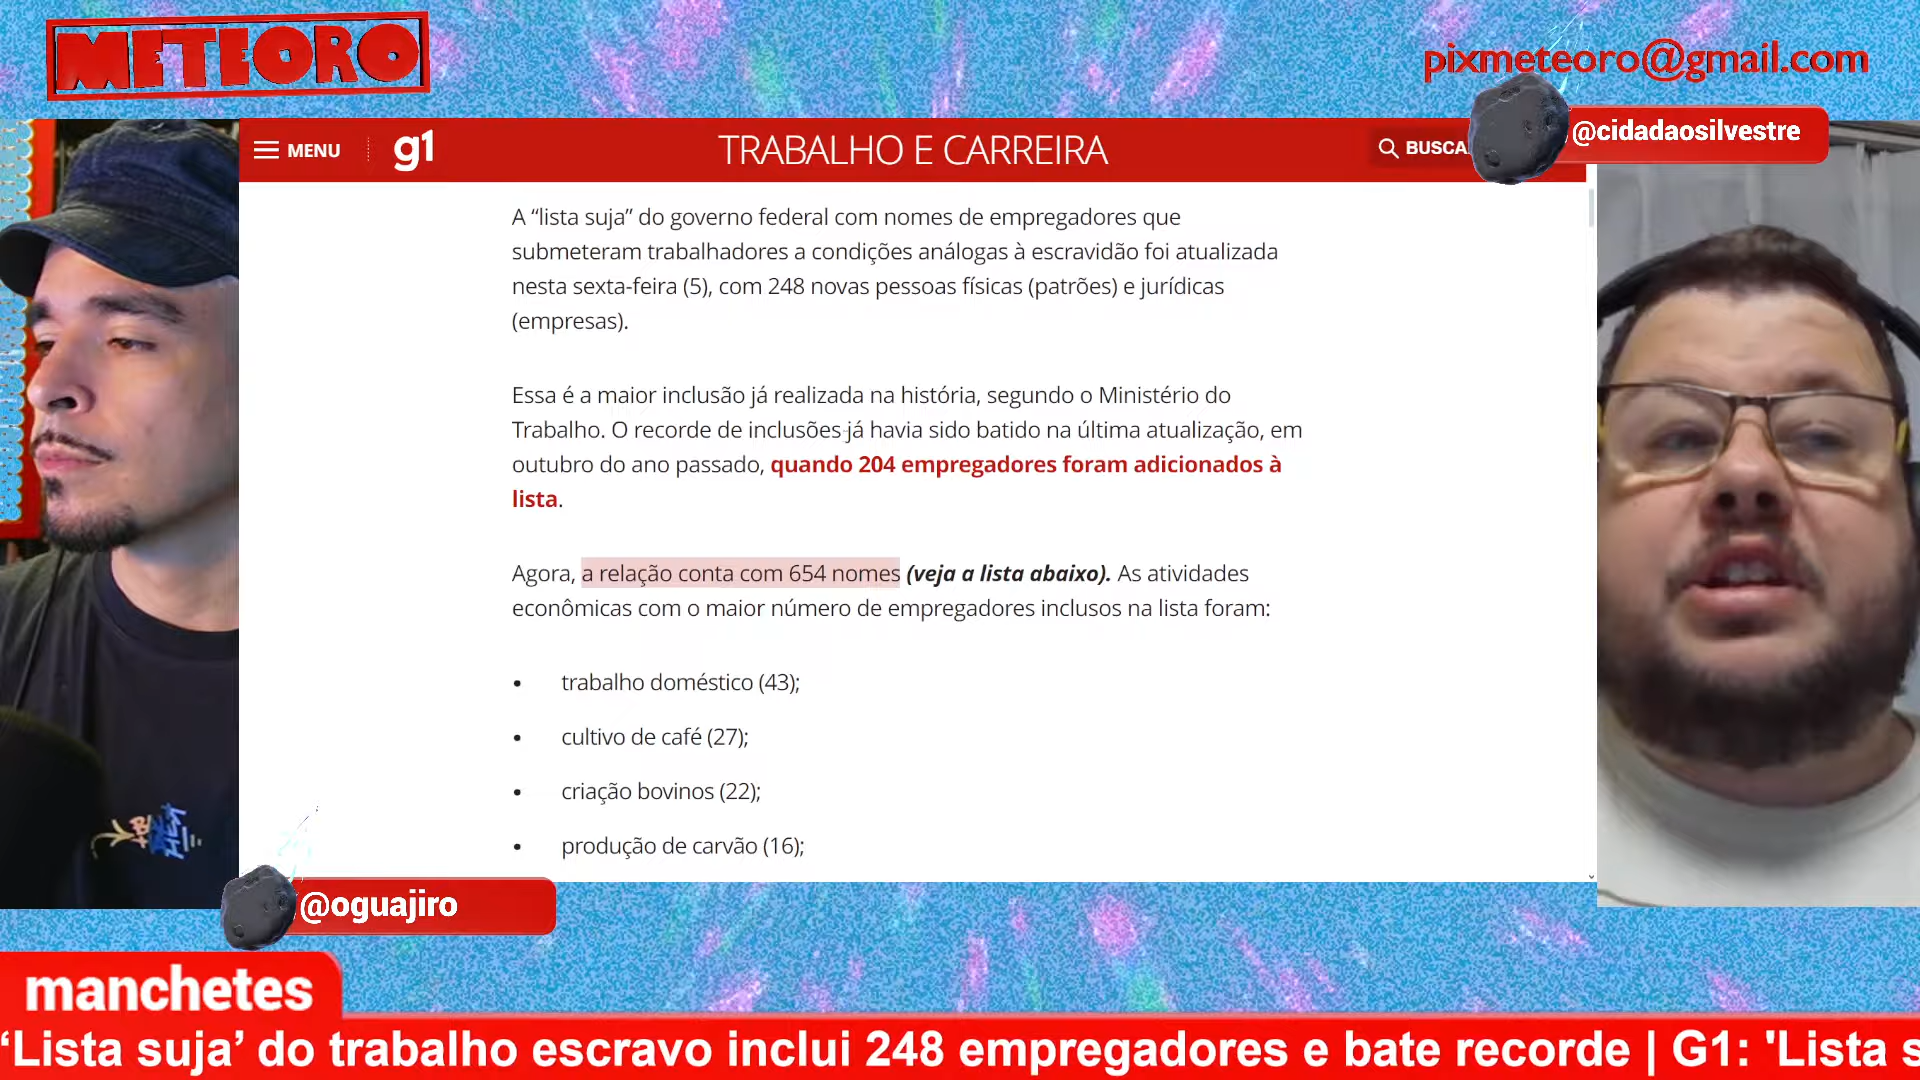 METEORO
pixmeteoro@gmail.com
@cidadaosilvestre
MENU
g1
TRABALHO E CARREIRA
BUSCA
A “lista suja” do governo federal com nomes de empregadores que
submeteram trabalhadores a condições análogas à escravidão foi atualizada
nesta sexta-feira (5), com 248 novas pessoas físicas (patrões) e jurídicas
(empresas).
Essa é a maior inclusão já realizada na história, segundo o Ministério do
Trabalho. O recorde de inclusões já havia sido batido na última atualização, em
outubro do ano passado, quando 204 empregadores foram adicionados à
lista.
Agora, a relação conta com 654 nomes (veja a lista abaixo). As atividades
econômicas com o maior número de empregadores inclusos na lista foram:
• trabalho doméstico (43);
• cultivo de café (27);
• criação bovinos (22);
• produção de carvão (16);
@oguajiro
manchetes
‘Lista suja’ do trabalho escravo inclui 248 empregadores e bate recorde | G1: 'Lista s